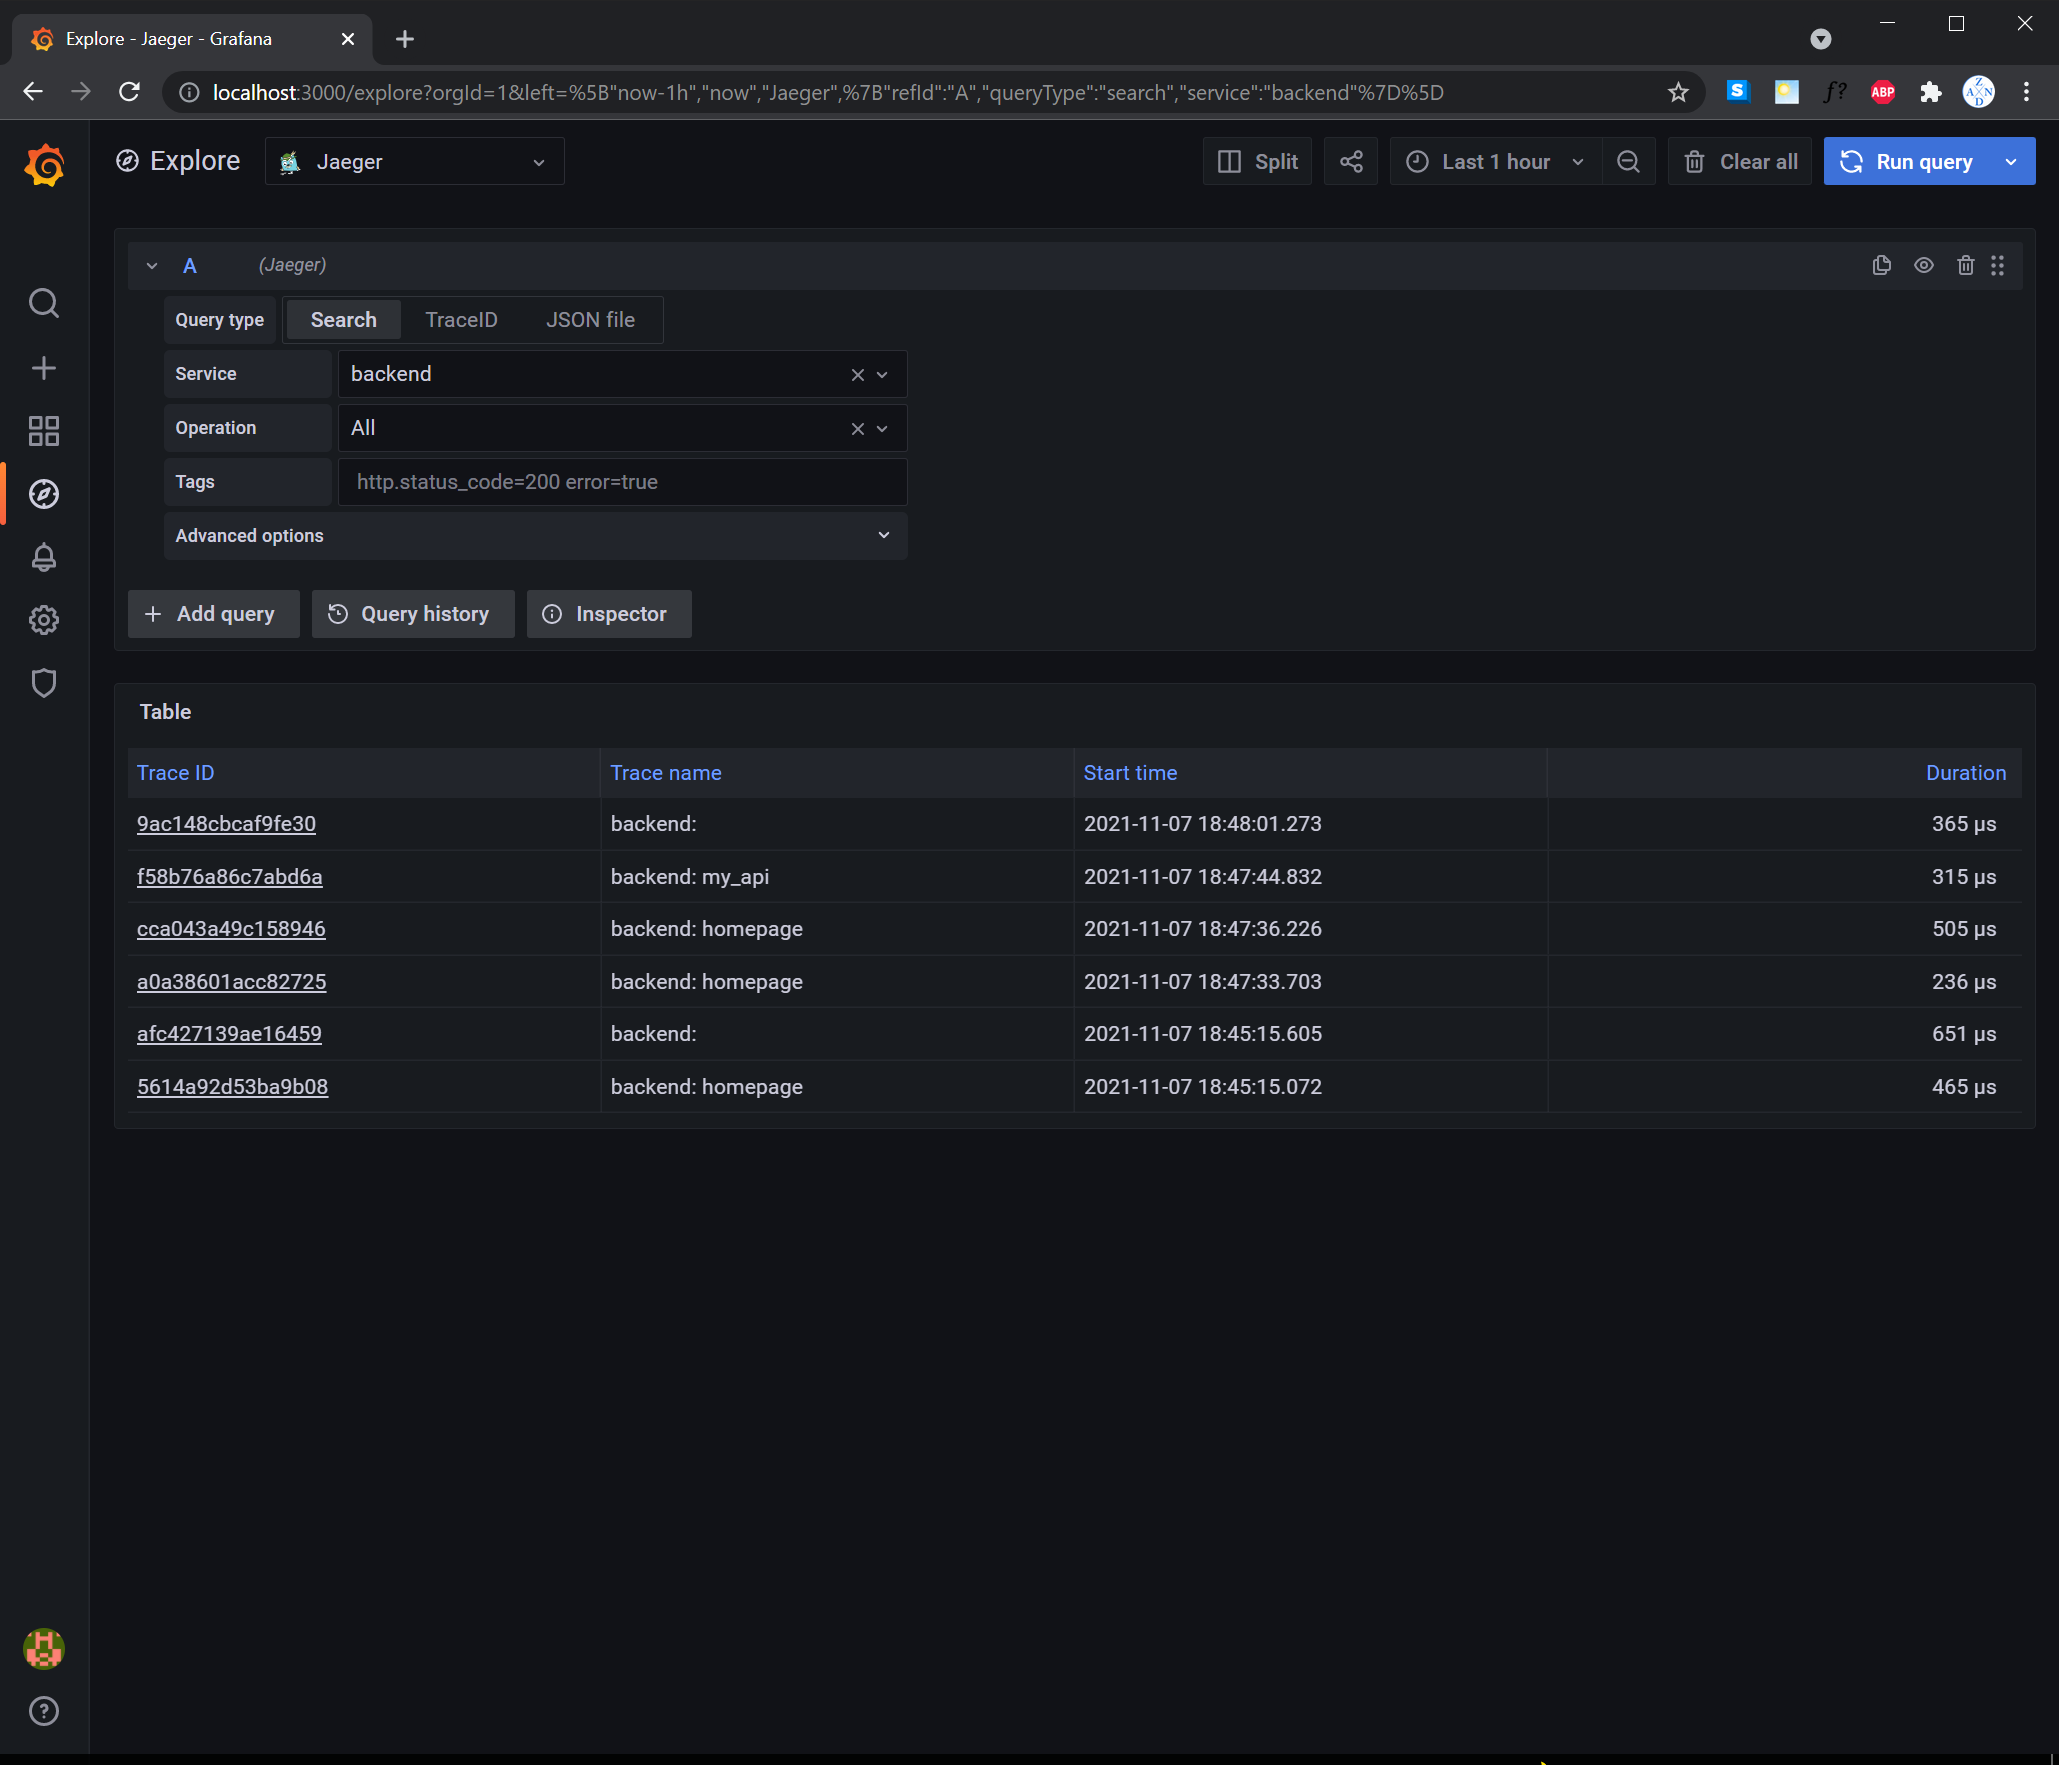 Explore - Jaeger - Grafana
localhost:3000/explore?orgId=1&left=%5B"now-1h","now","Jaeger",%7B"refId":"A","queryType":"search","service":"backend"%7D%5D
S f? ABP Z A X N D
Explore Jaeger Split Last 1 hour Clear all Run query
A (Jaeger)
Query type Search TraceID JSON file
Service backend
Operation All
Tags http.status_code=200 error=true
Advanced options
Add query Query history Inspector
Table
Trace ID Trace name Start time Duration
9ac148cbcaf9fe30 backend: 2021-11-07 18:48:01.273 365 µs
f58b76a86c7abd6a backend: my_api 2021-11-07 18:47:44.832 315 µs
cca043a49c158946 backend: homepage 2021-11-07 18:47:36.226 505 µs
a0a38601acc82725 backend: homepage 2021-11-07 18:47:33.703 236 µs
afc427139ae16459 backend: 2021-11-07 18:45:15.605 651 µs
5614a92d53ba9b08 backend: homepage 2021-11-07 18:45:15.072 465 µs